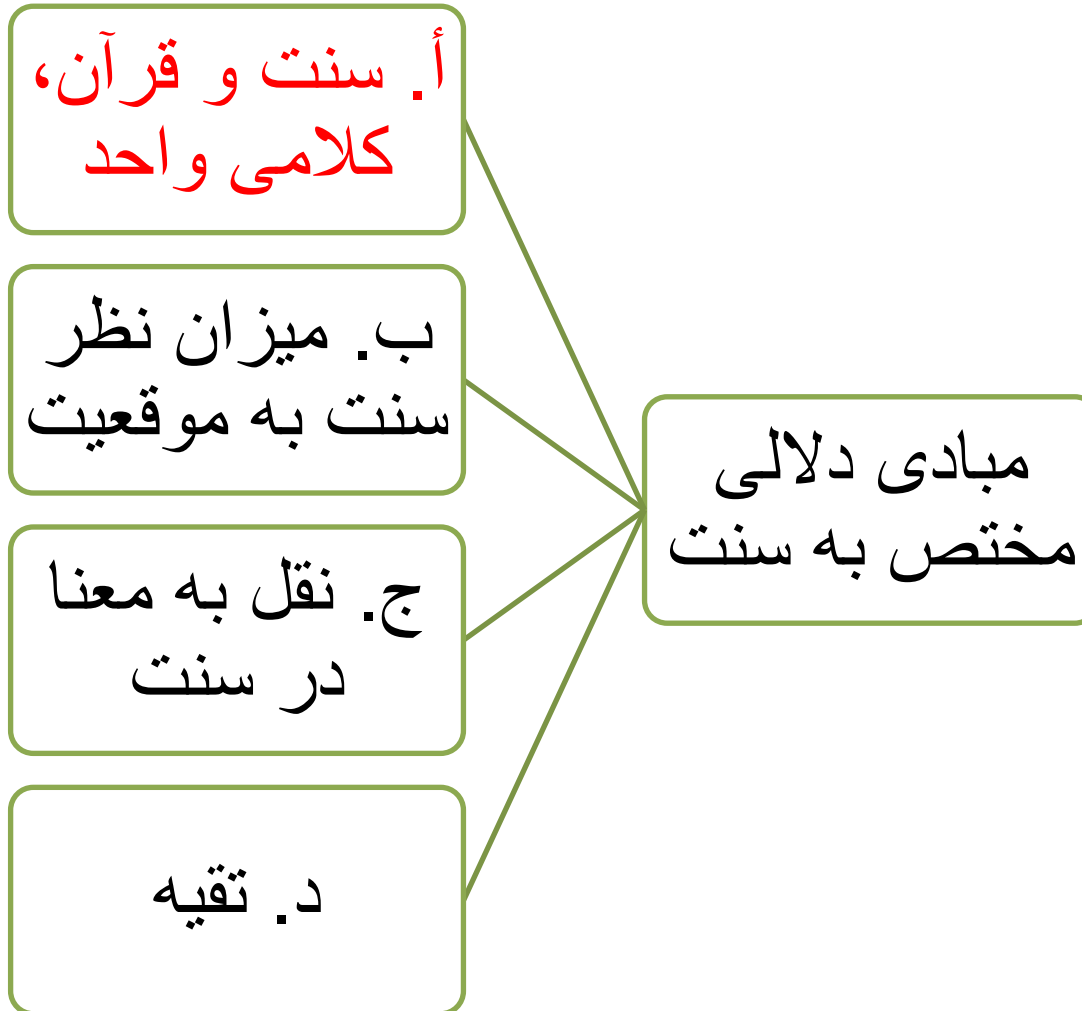 مبادی دلالی
مختص به سنت
أ. سنت و قرآن،
کلامی واحد
ب. میزان نظر
سنت به موقعیت
ج. نقل به معنا
در سنت
د. تقیه